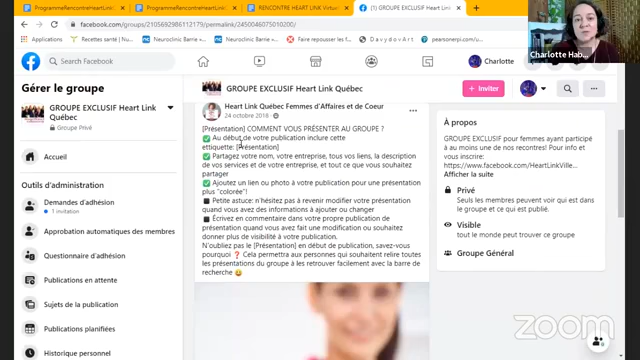 ProgrammeRencontreHeartLink
ProgrammeRencontreHeartLink
RENCONTRE HEART LINK Virtu
(1) GROUPE EXCLUSIF Heart Link
facebook.com/groups/2105692986112179/permalink/2450046075010200/
Applications
Recettes santé / Nu
Neuroclinic Barrie
Faire repousser les f
D a v y d o v A r t
pearsonerpi.com/fr/
Search Facebook
Charlotte
Charlotte Hab
Gérer le groupe
GROUPE EXCLUSIF Heart Link
Québec
Groupe Privé
Accueil
Outils d'administration
Demandes d'adhésion
1 invitation
Approbation automatiques des membres
Questionnaire d'adhésion
Publications en attente
Sujets de la publication
Publications planifiées
Historique personnel
GROUPE EXCLUSIF Heart Link Québec
+ Inviter
Heart Link Québec Femmes d'Affaires et de Coeur
24 octobre 2018
[Présentation] COMMENT VOUS PRÉSENTER AU GROUPE ?
Au début de votre publication inclure cette
ettiquette: [Présentation]
Partagez votre nom, votre entreprise, tous vos liens, la description
de vos services et de votre entreprise, et tout ce que vous souhaitez
partager
Ajoutez un lien ou photo à votre publication pour une présentation
plus "colorée"!
Petite astuce: n'hésitez pas à revenir modifier votre présentation
quand vous avez des informations à ajouter ou changer
Écrivez en commentaire dans votre propre publication de
présentation quand vous avez fait une modification ou souhaitez
donner plus de visibilité à votre publication.
N'oubliez pas le [Présentation] en début de publication, savez-vous
pourquoi ? Cela permettra aux personnes qui souhaitent relire toutes
les présentations du groupe à les retrouver facilement avec la barre de
recherche
GROUPE EXCLUSIF pour femmes ayant participé
à au moins une de nos recontres! Pour info et vous
inscrire:
https://www.facebook.com/HeartLinkVille...
Afficher la suite
Privé
Seuls les membres peuvent voir qui est dans
le groupe et ce qui est publié.
Visible
tout le monde peut trouver ce groupe
Groupe Général
zoom